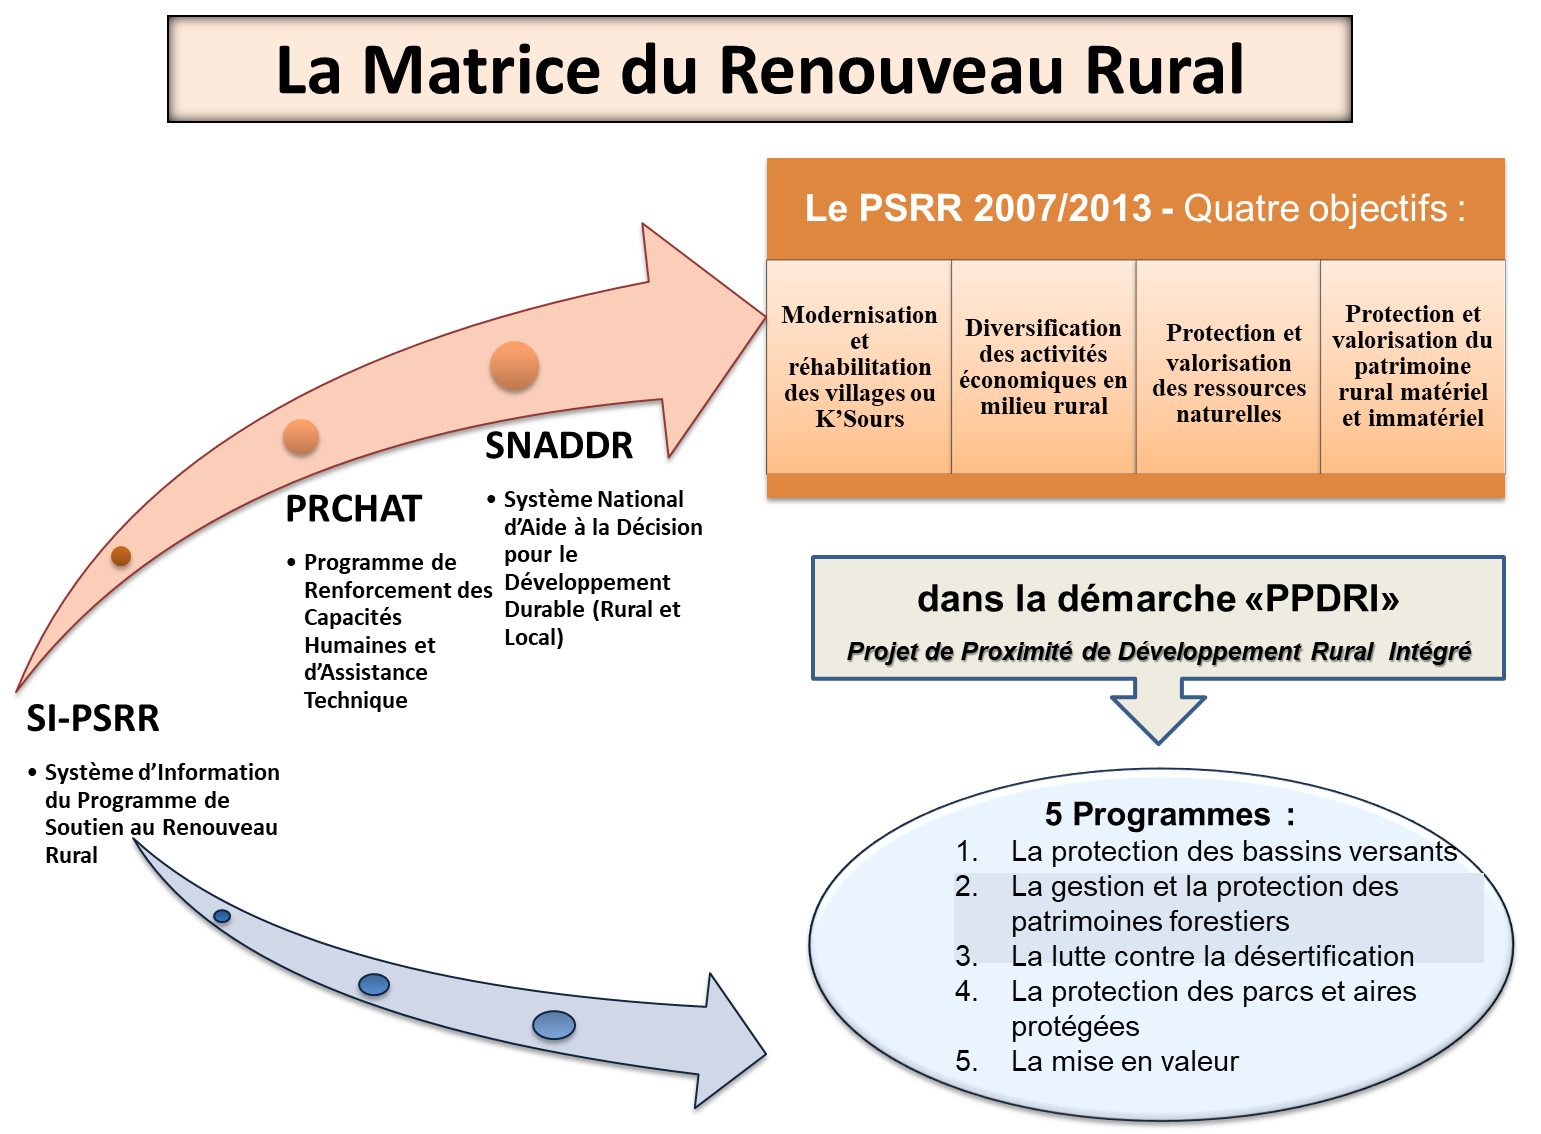 La Matrice du Renouveau Rural
Le PSRR 2007/2013 - Quatre objectifs :
Modernisation
et
réhabilitation
des villages ou
K’Sours
Diversification
des activités
économiques en
milieu rural
Protection et
valorisation
des ressources
naturelles
Protection et
valorisation du
patrimoine
rural matériel
et immatériel
SNADDR
• Système National
d’Aide à la Décision
pour le
Développement
Durable (Rural et
Local)
PRCHAT
• Programme de
Renforcement des
Capacités
Humaines et
d’Assistance
Technique
SI-PSRR
• Système d’Information
du Programme de
Soutien au Renouveau
Rural
dans la démarche «PPDRI»
Projet de Proximité de Développement Rural Intégré
5 Programmes :
1. La protection des bassins versants
2. La gestion et la protection des
patrimoines forestiers
3. La lutte contre la désertification
4. La protection des parcs et aires
protégées
5. La mise en valeur